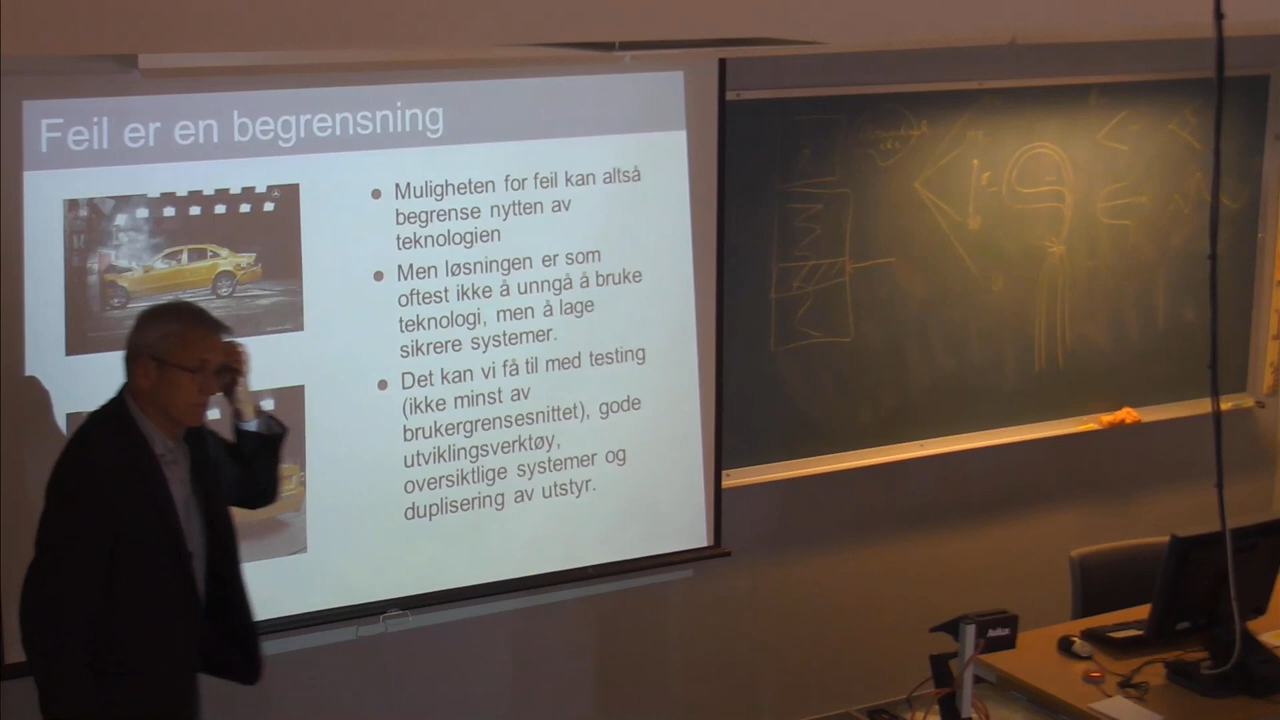 Feil er en begrensning
Muligheten for feil kan altså
begrense nytten av
teknologien
Men løsningen er som
oftest ikke å unngå å bruke
teknologi, men å lage
sikrere systemer.
Det kan vi få til med testing
(ikke minst av
brukergrensesnittet), gode
utviklingsverktøy,
oversiktlige systemer og
duplisering av utstyr.